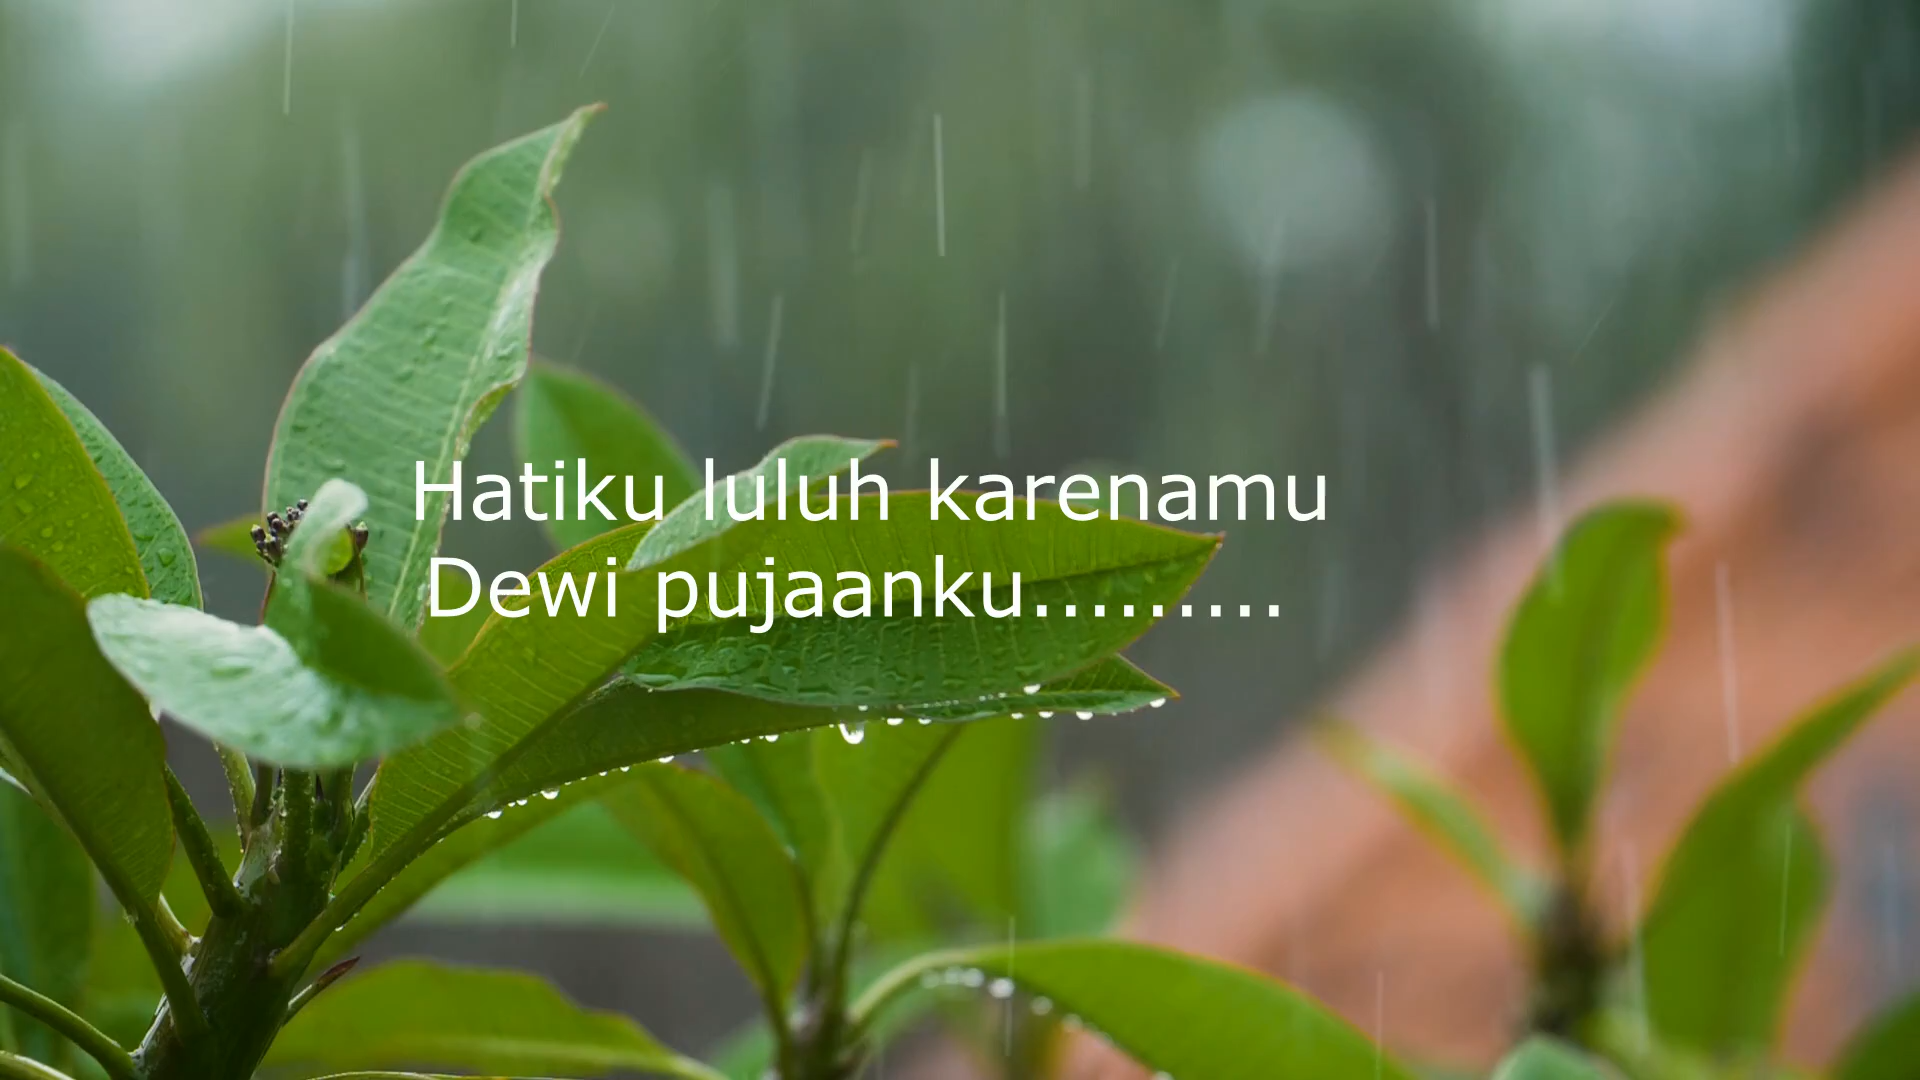 Hatiku luluh karenamu
Dewi pujaanku.........